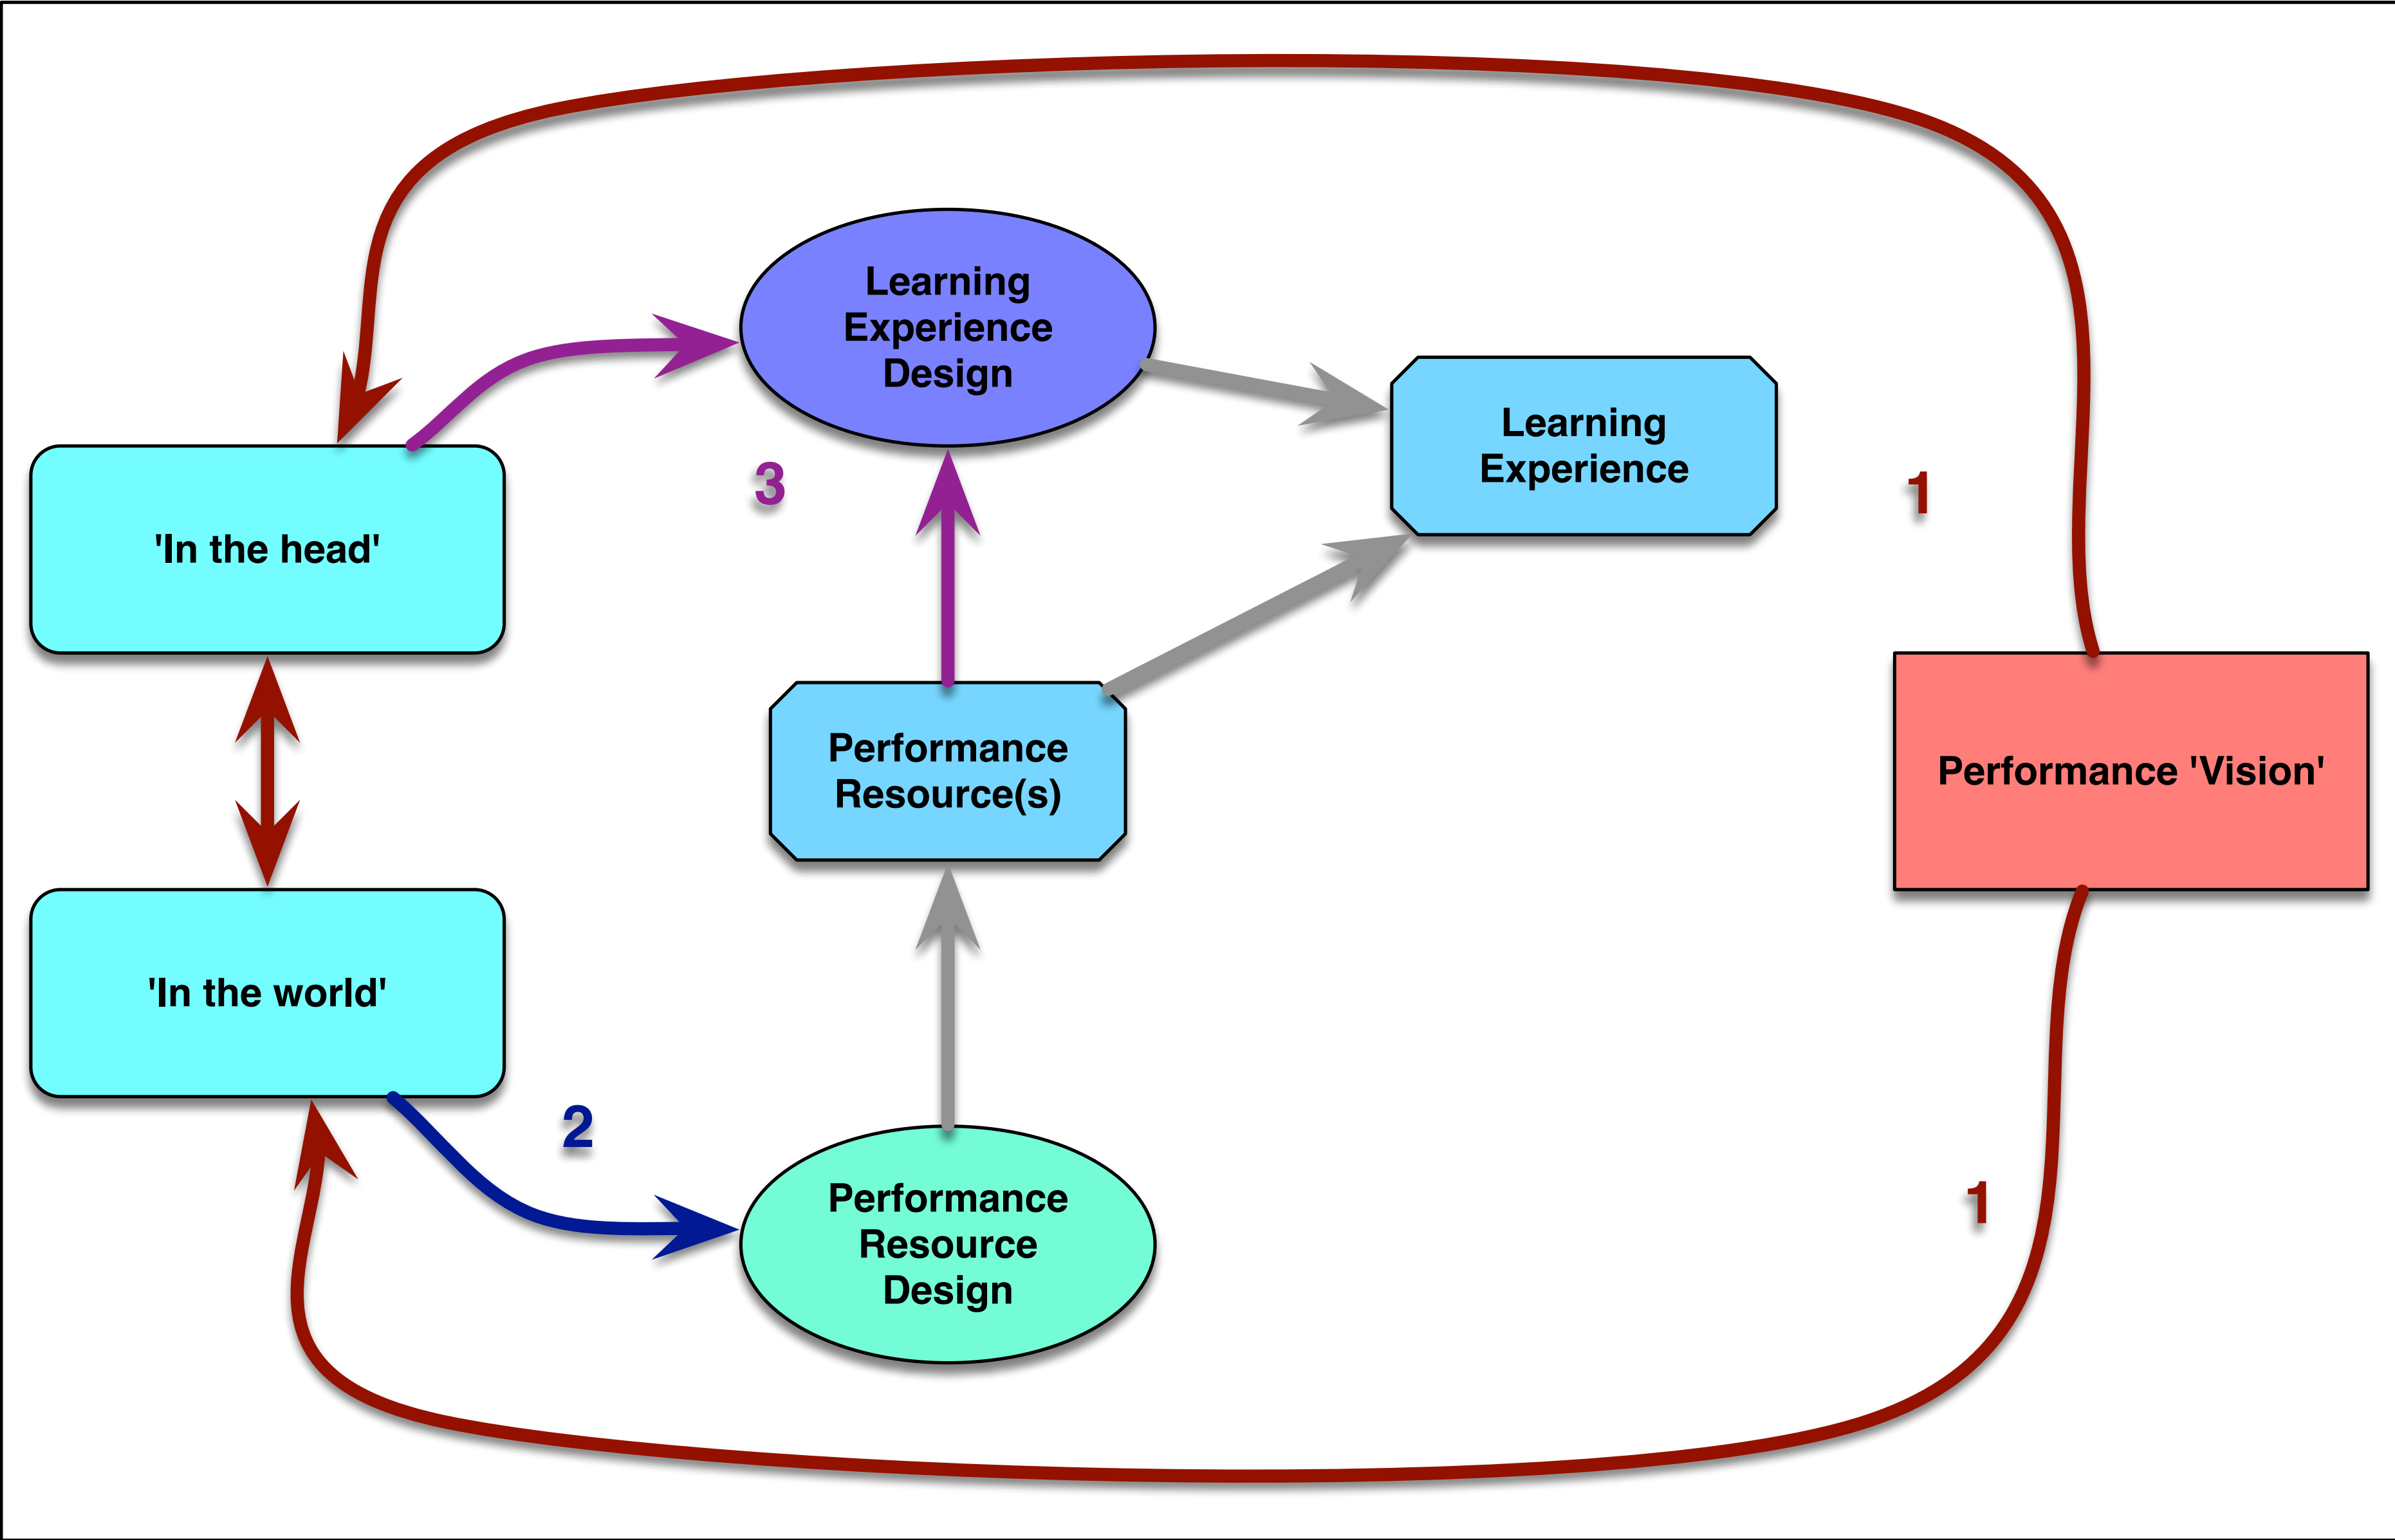 Learning
Experience
Design
Learning
Experience
3
1
'In the head'
Performance
Resource(s)
Performance 'Vision'
'In the world'
2
Performance
Resource
Design
1